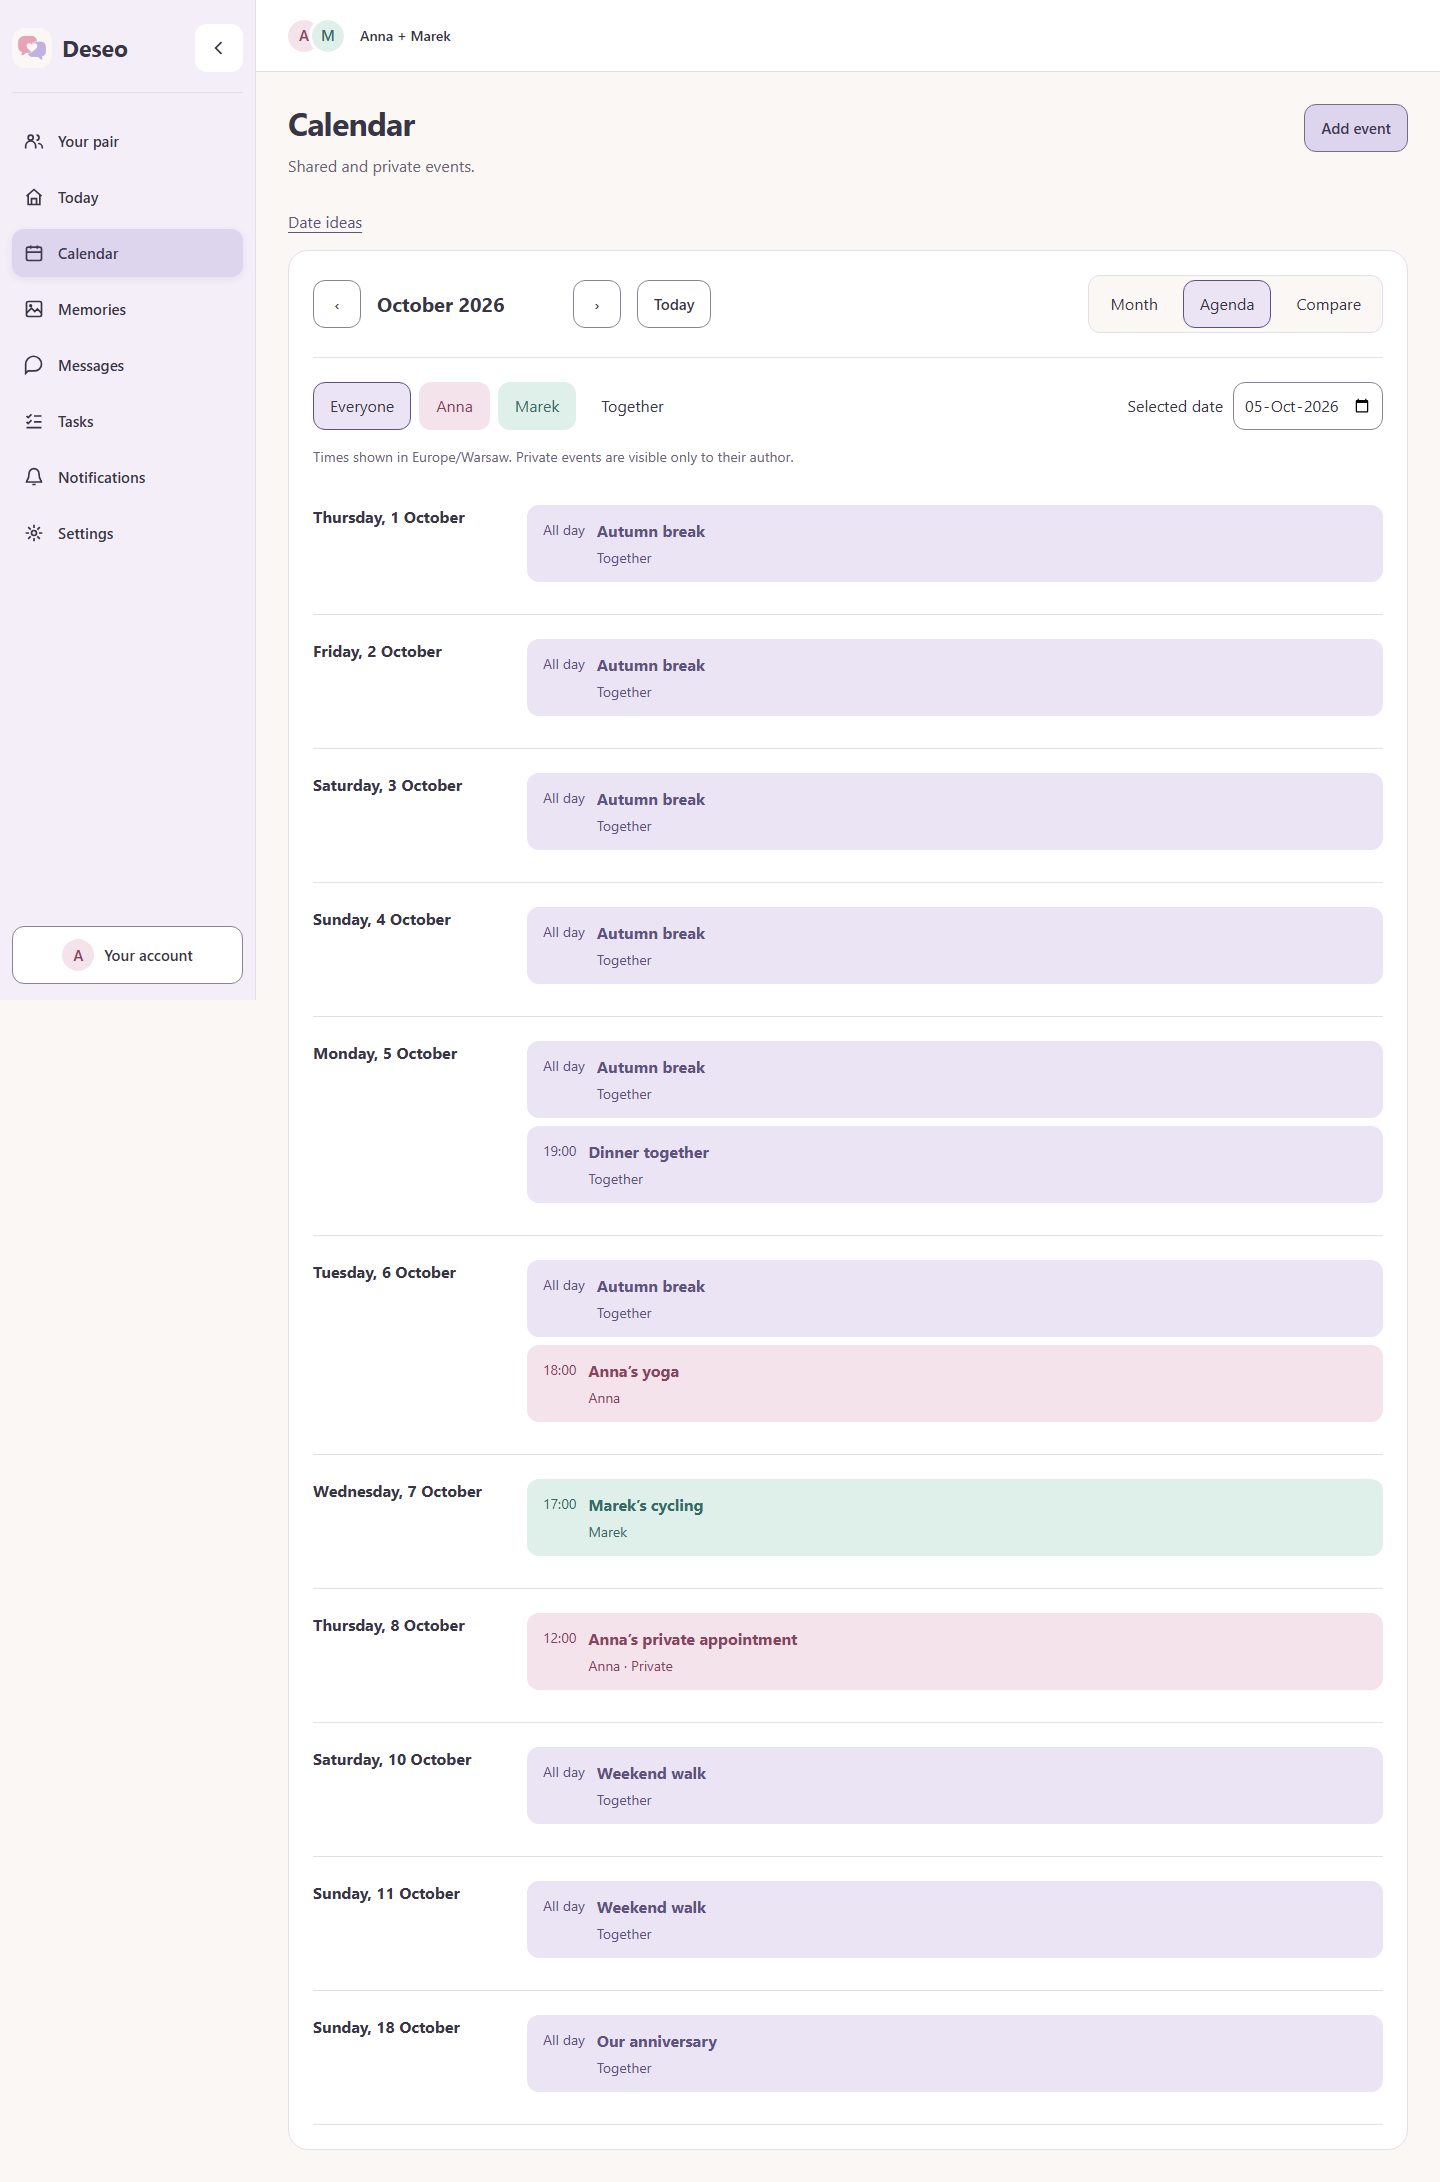 Deseo
Your pair
Today
Calendar
Memories
Messages
Tasks
Notifications
Settings
A Your account
A M Anna + Marek
Calendar
Add event
Shared and private events.
Date ideas
‹ October 2026 › Today Month Agenda Compare
Everyone Anna Marek Together Selected date 05-Oct-2026
Times shown in Europe/Warsaw. Private events are visible only to their author.
Thursday, 1 October
All day Autumn break
Together
Friday, 2 October
All day Autumn break
Together
Saturday, 3 October
All day Autumn break
Together
Sunday, 4 October
All day Autumn break
Together
Monday, 5 October
All day Autumn break
Together
19:00 Dinner together
Together
Tuesday, 6 October
All day Autumn break
Together
18:00 Anna’s yoga
Anna
Wednesday, 7 October
17:00 Marek’s cycling
Marek
Thursday, 8 October
12:00 Anna’s private appointment
Anna · Private
Saturday, 10 October
All day Weekend walk
Together
Sunday, 11 October
All day Weekend walk
Together
Sunday, 18 October
All day Our anniversary
Together